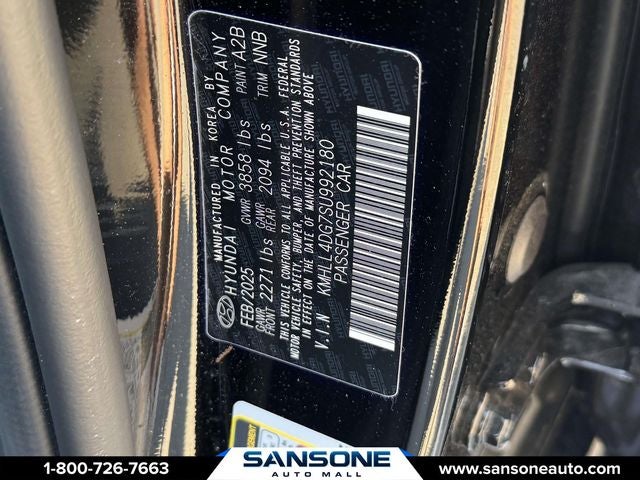 MANUFACTURED IN KOREA BY
HYUNDAI MOTOR COMPANY
FEB/2025 GVWR 3858 lbs PAINT A2B
GAWR FRONT 2271 lbs GAWR REAR 2094 lbs TRIM NNB
THIS VEHICLE CONFORMS TO ALL APPLICABLE U.S.A. FEDERAL
MOTOR VEHICLE SAFETY, BUMPER, AND THEFT PREVENTION STANDARDS
IN EFFECT ON THE DATE OF MANUFACTURE SHOWN ABOVE
V.I.N KMHLL4DG7SU992180
PASSENGER CAR
1-800-726-7663
SANSONE
AUTO MALL
www.sansoneauto.com